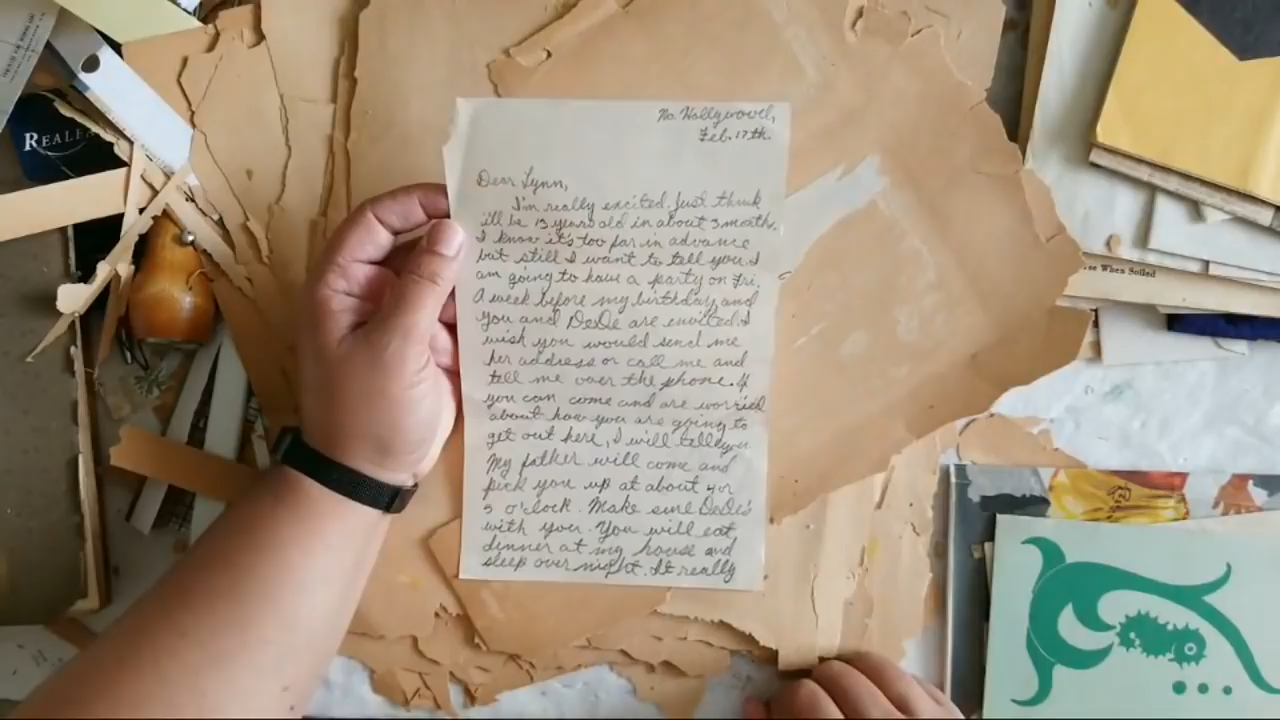 No. Hollywood,
Feb. 17th.
Dear Lynn,
I'm really excited. Just think
i'll be 13 years old in about 3 months.
I know it's too far in advance
but still I want to tell you. I
am going to have a party on Fri.
A week before my birthday, and
you and DeDe are invited. I
wish you would send me
her address or call me and
tell me over the phone. If
you can come and are worried
about how you are going to
get out here, I will tell you
My father will come and
pick you up at about 4 or
5 o'clock. Make sure DeDe's
with you. You will eat
dinner at my house and
sleep over night. It really
REALE
se When Soiled